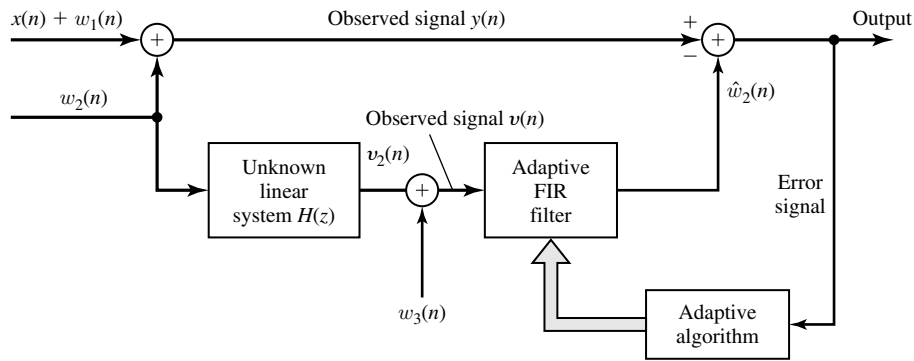 x(n) + w₁(n)
Observed signal y(n)
+
+
+
−
Output
w₂(n)
ŵ₂(n)
Observed signal v(n)
v₂(n)
Unknown
linear
system H(z)
+
Adaptive
FIR
filter
Error
signal
w₃(n)
Adaptive
algorithm